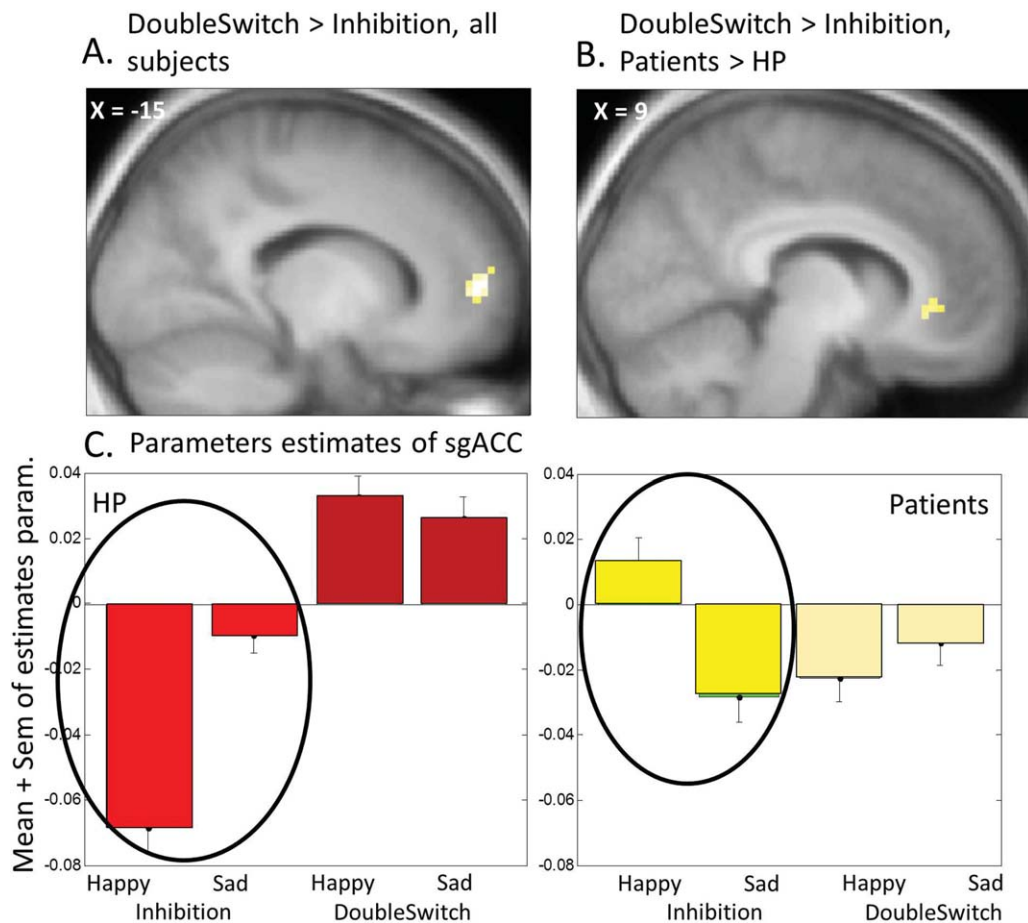 DoubleSwitch > Inhibition, all
A. subjects
X = -15
DoubleSwitch > Inhibition,
B. Patients > HP
X = 9
C. Parameters estimates of sgACC
Mean + Sem of estimates param.
0.04
0.02
0
-0.02
-0.04
-0.06
-0.08
HP
Happy Sad Happy Sad
Inhibition DoubleSwitch
0.04
0.02
0
-0.02
-0.04
-0.06
-0.08
Patients
Happy Sad Happy Sad
Inhibition DoubleSwitch